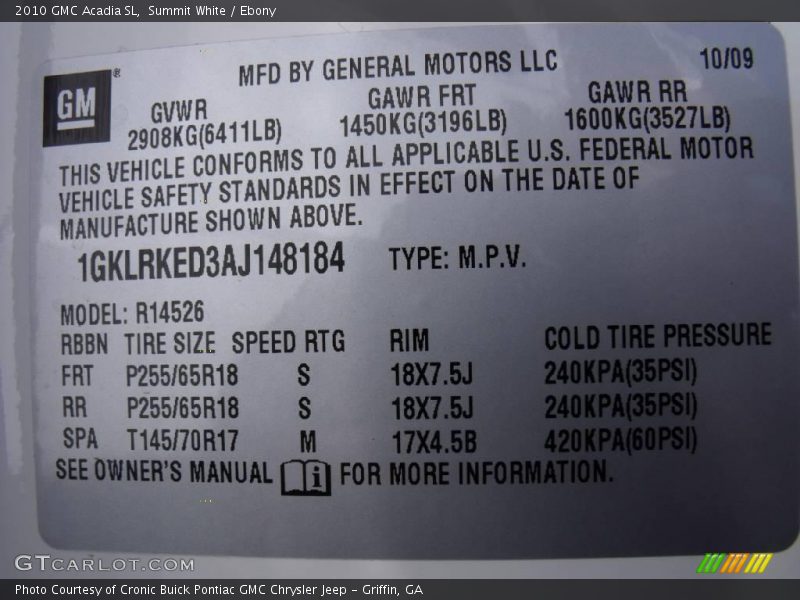 2010 GMC Acadia SL, Summit White / Ebony
GM ®
MFD BY GENERAL MOTORS LLC 10/09
GVWR GAWR FRT GAWR RR
2908KG(6411LB) 1450KG(3196LB) 1600KG(3527LB)
THIS VEHICLE CONFORMS TO ALL APPLICABLE U.S. FEDERAL MOTOR
VEHICLE SAFETY STANDARDS IN EFFECT ON THE DATE OF
MANUFACTURE SHOWN ABOVE.
1GKLRKED3AJ148184 TYPE: M.P.V.
MODEL: R14526
RBBN TIRE SIZE SPEED RTG RIM COLD TIRE PRESSURE
FRT P255/65R18 S 18X7.5J 240KPA(35PSI)
RR P255/65R18 S 18X7.5J 240KPA(35PSI)
SPA T145/70R17 M 17X4.5B 420KPA(60PSI)
SEE OWNER'S MANUAL i FOR MORE INFORMATION.
GTCARLOT.COM
Photo Courtesy of Cronic Buick Pontiac GMC Chrysler Jeep - Griffin, GA